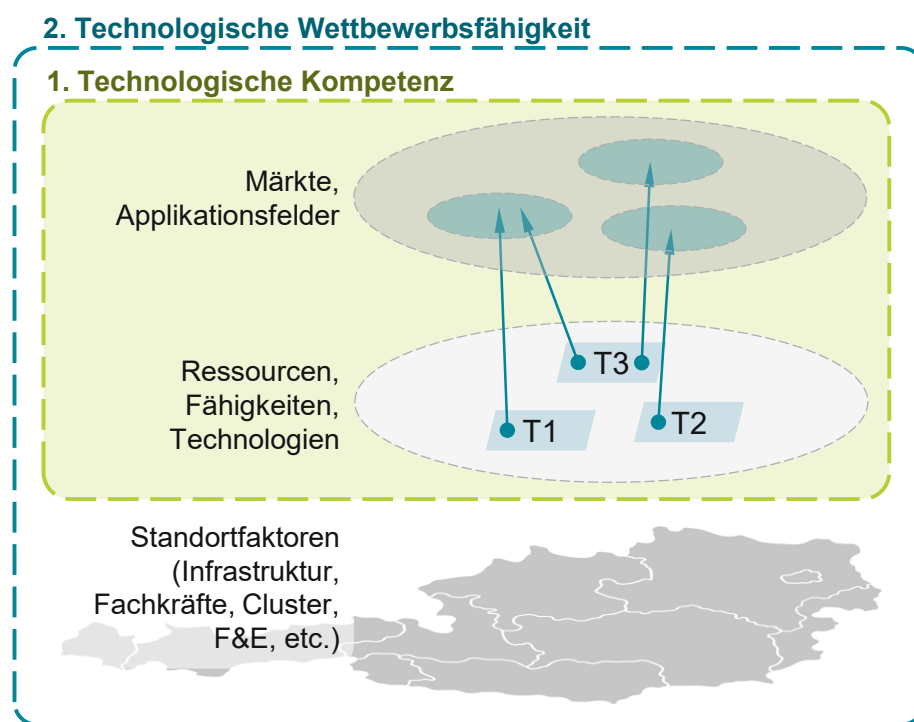 2. Technologische Wettbewerbsfähigkeit
1. Technologische Kompetenz
Märkte,
Applikationsfelder
Ressourcen,
Fähigkeiten,
Technologien
T3
T1
T2
Standortfaktoren
(Infrastruktur,
Fachkräfte, Cluster,
F&E, etc.)